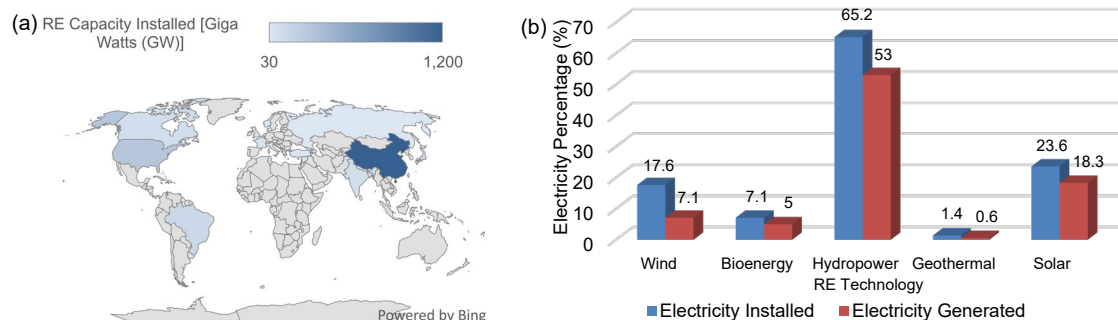 (a)
RE Capacity Installed [Giga
Watts (GW)]
30
1,200
Powered by Bing
(b)
Electricity Percentage (%)
70
60
50
40
30
20
10
0
17.6
7.1
7.1
5
65.2
53
1.4
0.6
23.6
18.3
Wind
Bioenergy
Hydropower
Geothermal
Solar
RE Technology
Electricity Installed
Electricity Generated